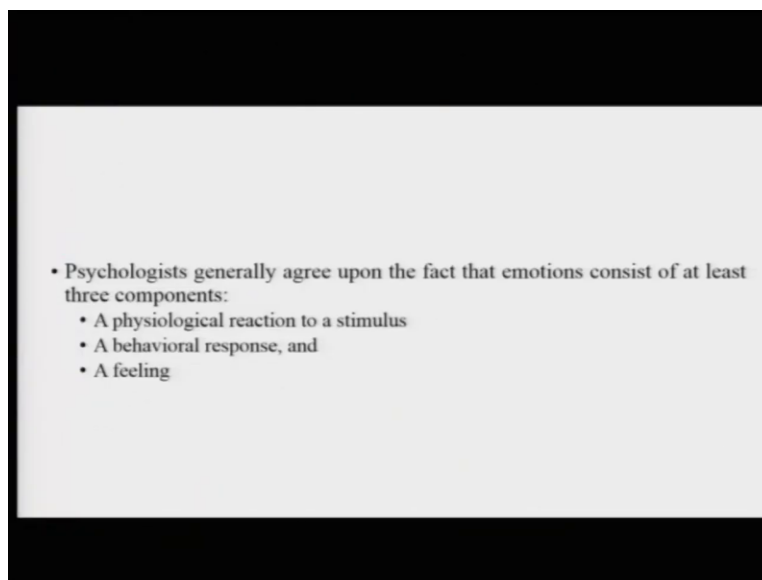 • Psychologists generally agree upon the fact that emotions consist of at least
three components:
• A physiological reaction to a stimulus
• A behavioral response, and
• A feeling